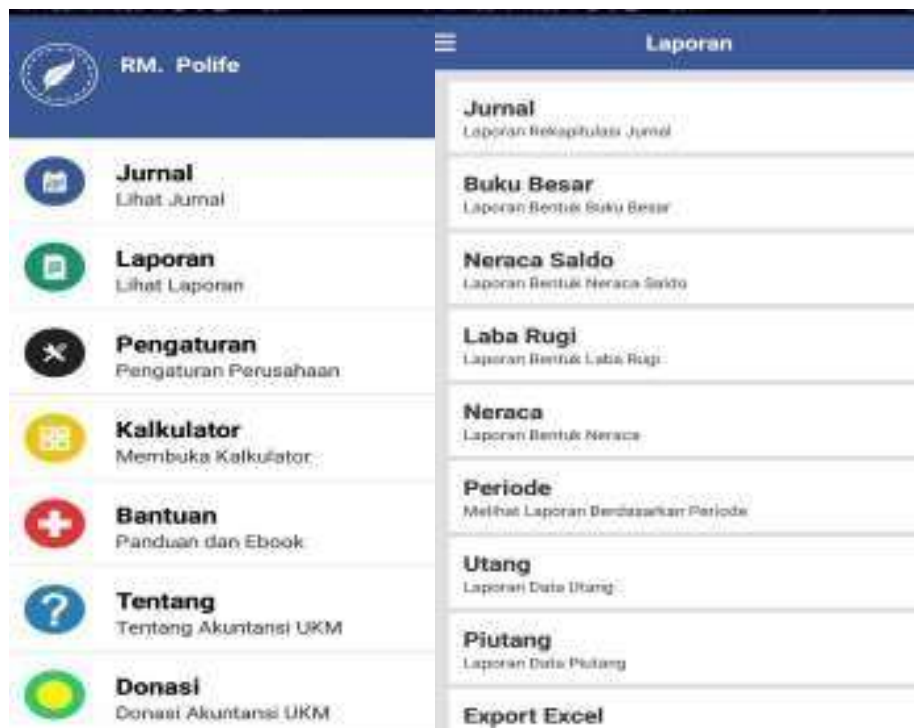 RM. Polife
Jurnal
Lihat Jurnal
Laporan
Lihat Laporan
Pengaturan
Pengaturan Perusahaan
Kalkulator
Membuka Kalkulator
Bantuan
Panduan dan Ebook
Tentang
Tentang Akuntansi UKM
Donasi
Donasi Akuntansi UKM
Laporan
Jurnal
Laporan Rekapitulasi Jurnal
Buku Besar
Laporan Bentuk Buku Besar
Neraca Saldo
Laporan Bentuk Neraca Saldo
Laba Rugi
Laporan Bentuk Laba Rugi
Neraca
Laporan Bentuk Neraca
Periode
Melihat Laporan Berdasarkan Periode
Utang
Laporan Data Utang
Piutang
Laporan Data Piutang
Export Excel